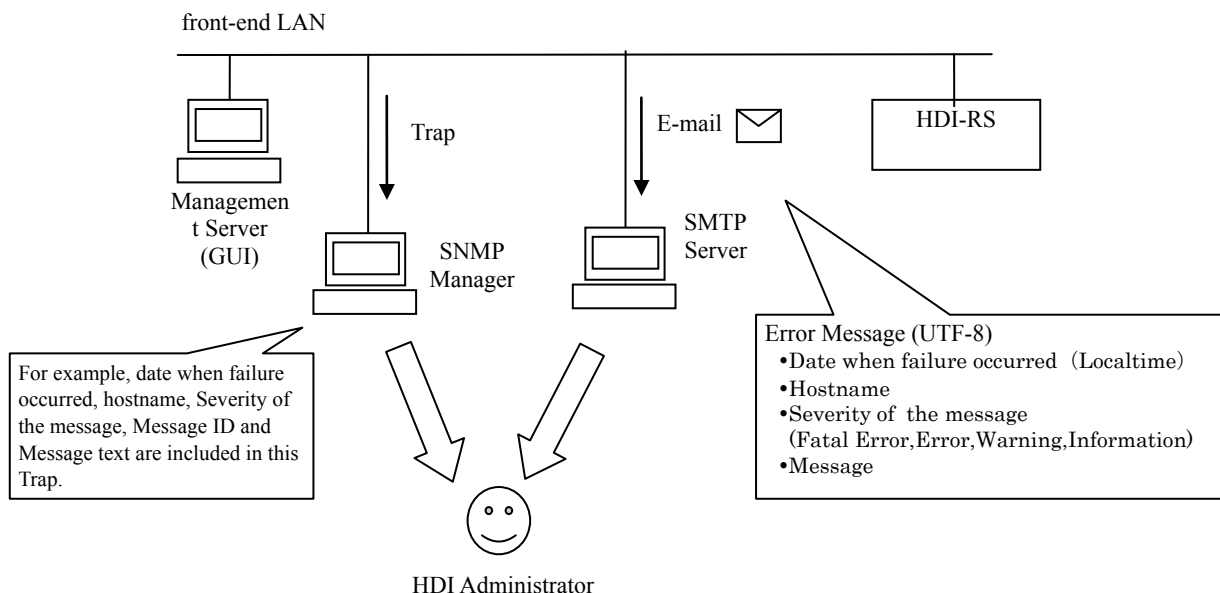 front-end LAN
Trap
E-mail
HDI-RS
Managemen
t Server
(GUI)
SNMP
Manager
SMTP
Server
For example, date when failure
occurred, hostname, Severity of
the message, Message ID and
Message text are included in this
Trap.
Error Message (UTF-8)
•Date when failure occurred (Localtime)
•Hostname
•Severity of the message
(Fatal Error,Error,Warning,Information)
•Message
HDI Administrator